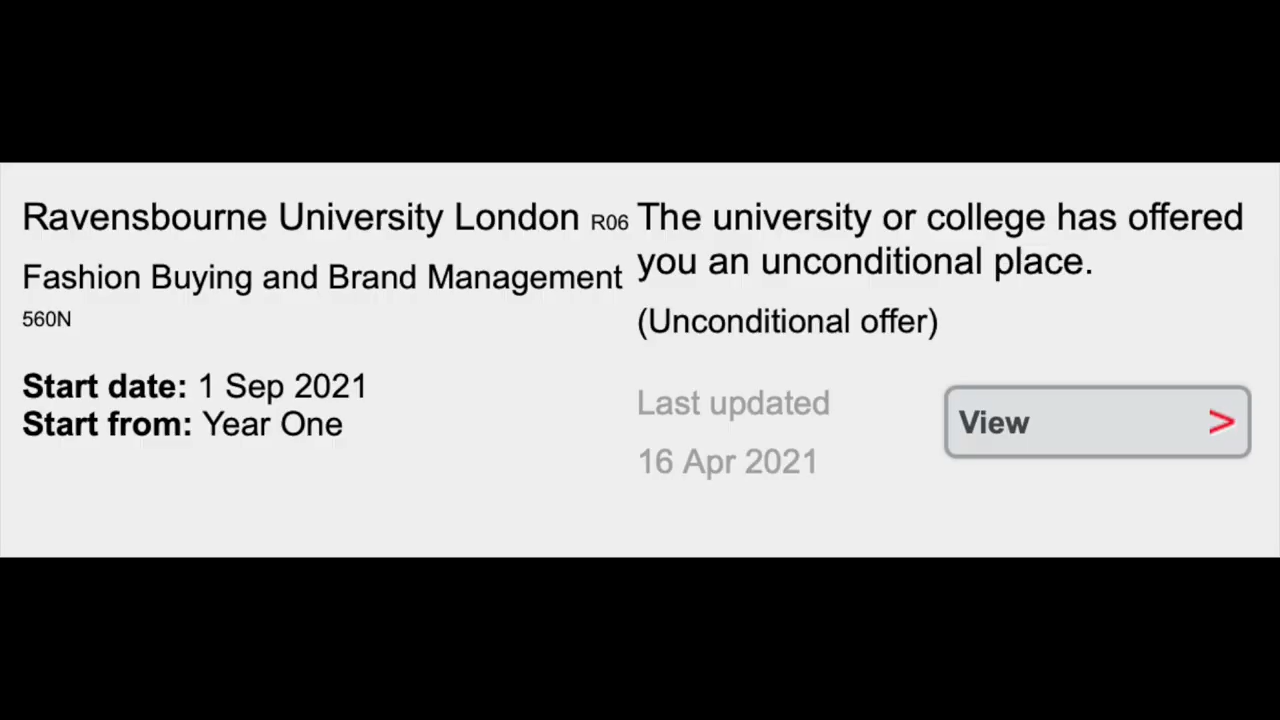 Ravensbourne University London R06
Fashion Buying and Brand Management
560N
Start date: 1 Sep 2021
Start from: Year One
The university or college has offered
you an unconditional place.
(Unconditional offer)
Last updated
16 Apr 2021
View >